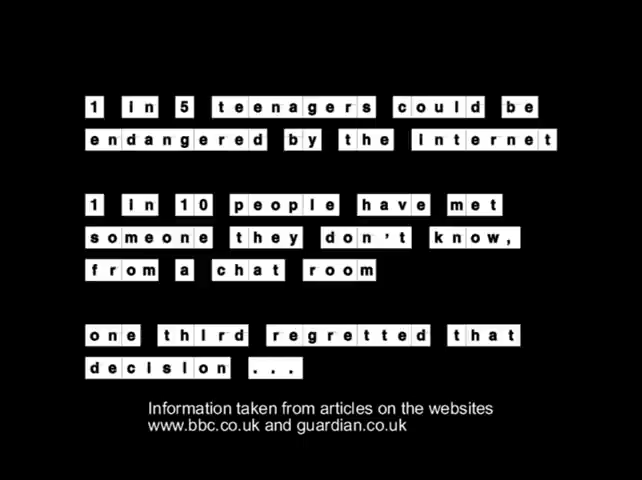 1 in 5 teenagers could be
endangered by the internet
1 in 10 people have met
someone they don't know,
from a chat room
one third regretted that
decision ...
Information taken from articles on the websites
www.bbc.co.uk and guardian.co.uk